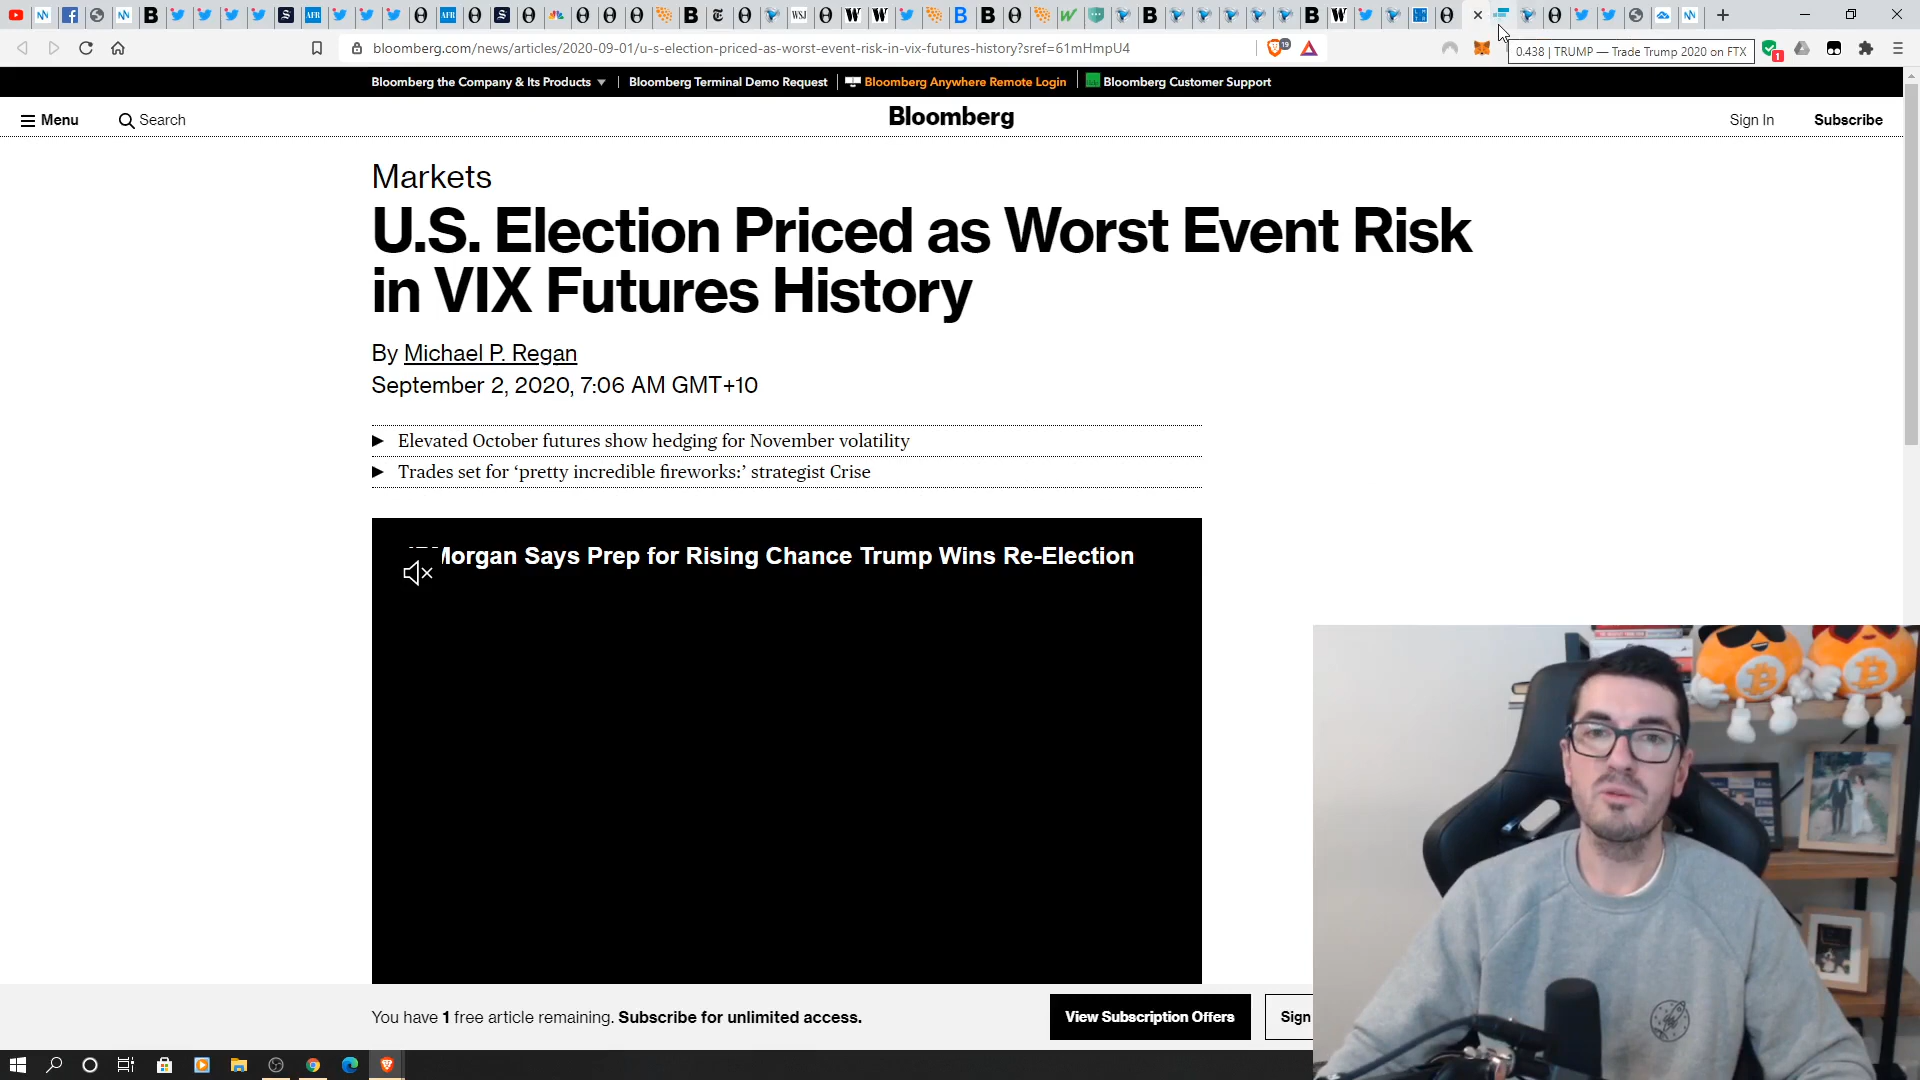 bloomberg.com/news/articles/2020-09-01/u-s-election-priced-as-worst-event-risk-in-vix-futures-history?sref=61mHmpU4
19
0.438 | TRUMP — Trade Trump 2020 on FTX
1
Bloomberg the Company & Its Products
Bloomberg Terminal Demo Request
Bloomberg Anywhere Remote Login
Bloomberg Customer Support
Menu
Search
Bloomberg
Sign In
Subscribe
Markets
U.S. Election Priced as Worst Event Risk
in VIX Futures History
By Michael P. Regan
September 2, 2020, 7:06 AM GMT+10
Elevated October futures show hedging for November volatility
Trades set for ‘pretty incredible fireworks:’ strategist Crise
Morgan Says Prep for Rising Chance Trump Wins Re-Election
You have 1 free article remaining. Subscribe for unlimited access.
View Subscription Offers
Sign